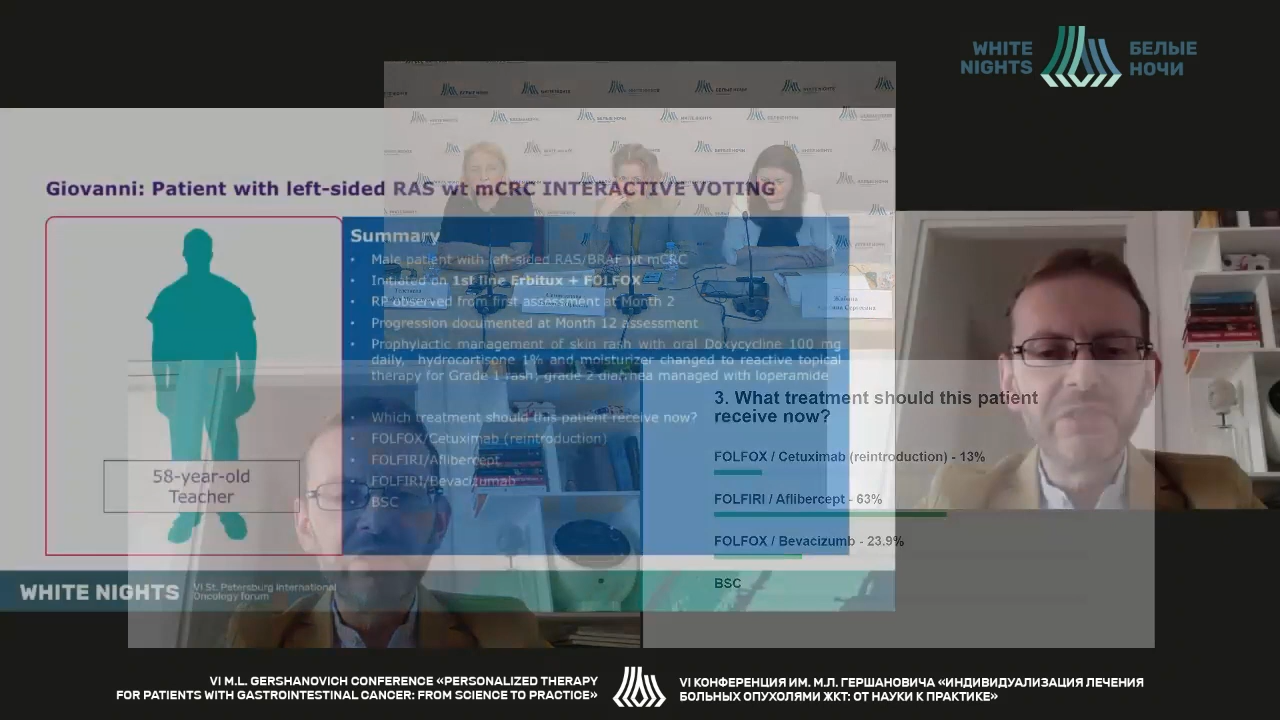 WHITE
NIGHTS
БЕЛЫЕ
НОЧИ
Giovanni: Patient with left-sided RAS wt mCRC INTERACTIVE VOTING
58-year-old
Teacher
Summary
• Male patient with left-sided RAS/BRAF wt mCRC
• Initiated on 1st line Erbitux + FOLFOX
• RP observed from first assessment at Month 2
• Progression documented at Month 12 assessment
• Prophylactic management of skin rash with oral Doxycycline 100 mg
daily, hydrocortisone 1% and moisturizer changed to reactive topical
therapy for Grade 1 rash; grade 2 diarrhea managed with loperamide
• Which treatment should this patient receive now?
• FOLFOX/Cetuximab (reintroduction)
• FOLFIRI/Aflibercept
• FOLFIRI/Bevacizumab
• BSC
3. What treatment should this patient
receive now?
FOLFOX / Cetuximab (reintroduction) - 13%
FOLFIRI / Aflibercept - 63%
FOLFOX / Bevacizumb - 23.9%
BSC
WHITE NIGHTS
VI St. Petersburg International
Oncology forum
VI M.L. GERSHANOVICH CONFERENCE «PERSONALIZED THERAPY
FOR PATIENTS WITH GASTROINTESTINAL CANCER: FROM SCIENCE TO PRACTICE»
VI КОНФЕРЕНЦИЯ ИМ. М.Л. ГЕРШАНОВИЧА «ИНДИВИДУАЛИЗАЦИЯ ЛЕЧЕНИЯ
БОЛЬНЫХ ОПУХОЛЯМИ ЖКТ: ОТ НАУКИ К ПРАКТИКЕ»